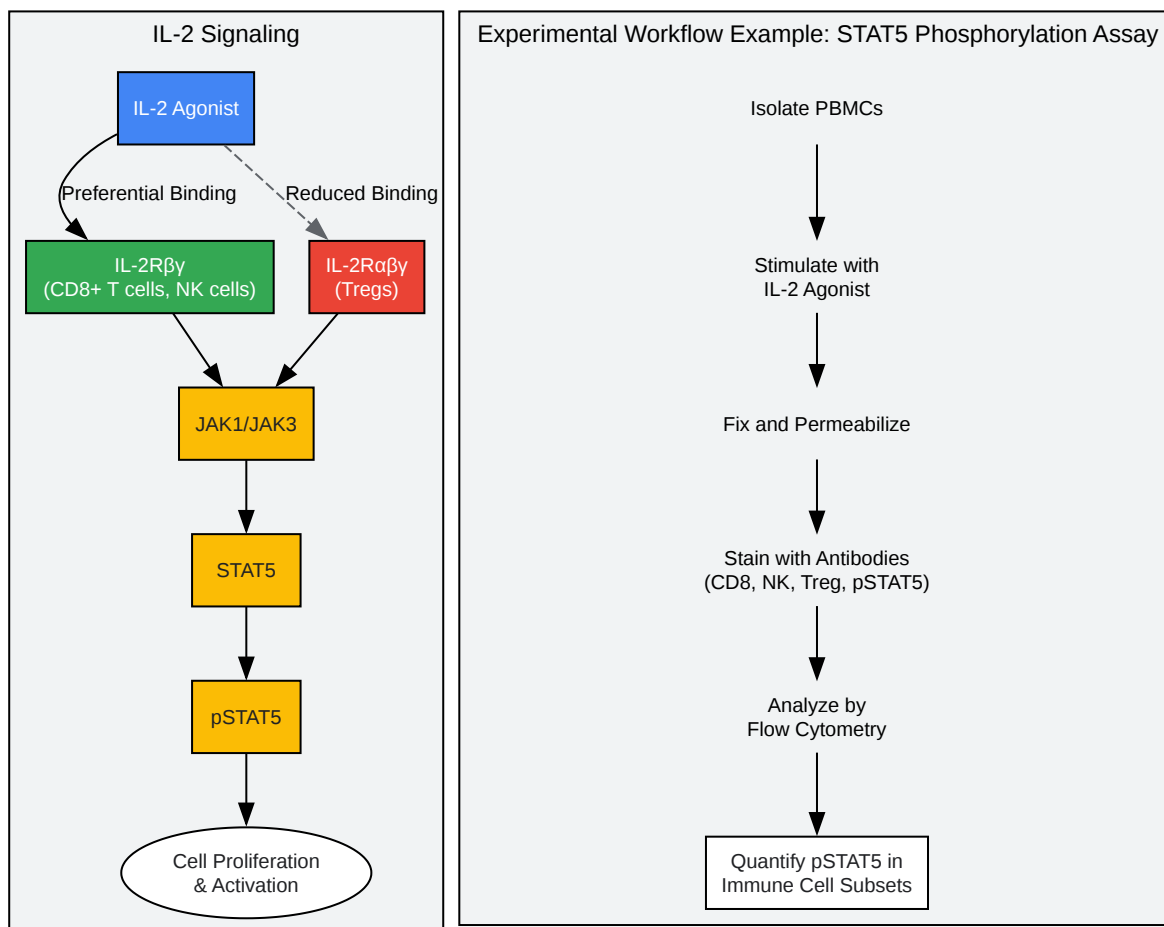 IL-2 Signaling
IL-2 Agonist
Preferential Binding
Reduced Binding
IL-2Rβγ
(CD8+ T cells, NK cells)
IL-2Rαβγ
(Tregs)
JAK1/JAK3
STAT5
pSTAT5
Cell Proliferation
& Activation
Experimental Workflow Example: STAT5 Phosphorylation Assay
Isolate PBMCs
Stimulate with
IL-2 Agonist
Fix and Permeabilize
Stain with Antibodies
(CD8, NK, Treg, pSTAT5)
Analyze by
Flow Cytometry
Quantify pSTAT5 in
Immune Cell Subsets